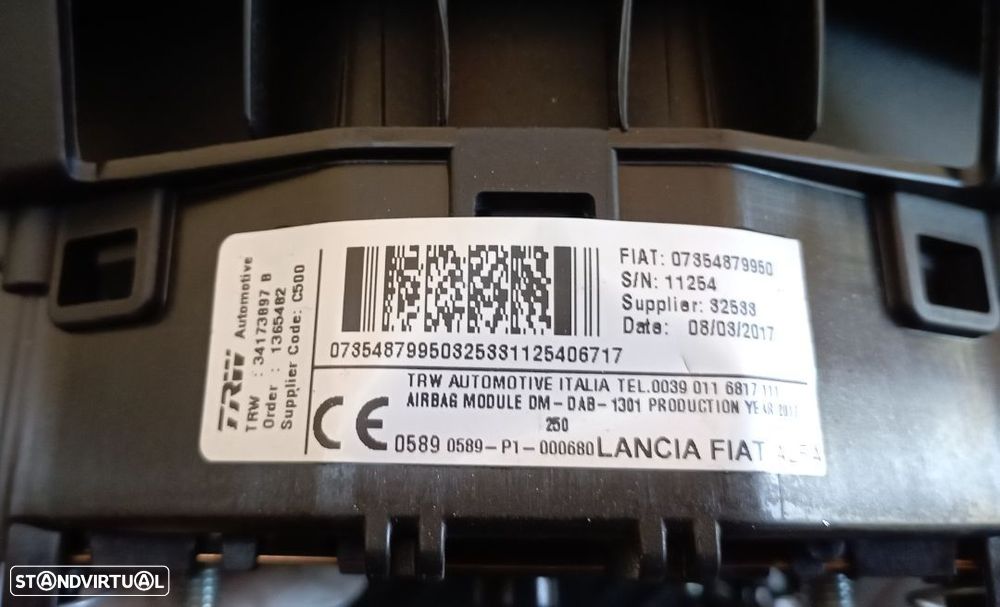 TRW Automotive
TRW : 34173897 B
Order : 1365482
Supplier Code: C500
FIAT: 07354879950
S/N: 11254
Supplier: 32533
Date: 08/03/2017
07354879950325331125406717
TRW AUTOMOTIVE ITALIA TEL.0039 011 6817 111
AIRBAG MODULE DM-DAB-1301 PRODUCTION YEAR 2017
250
CE 0589 0589-P1-000680 LANCIA FIAT ALFA
STANDVIRTUAL